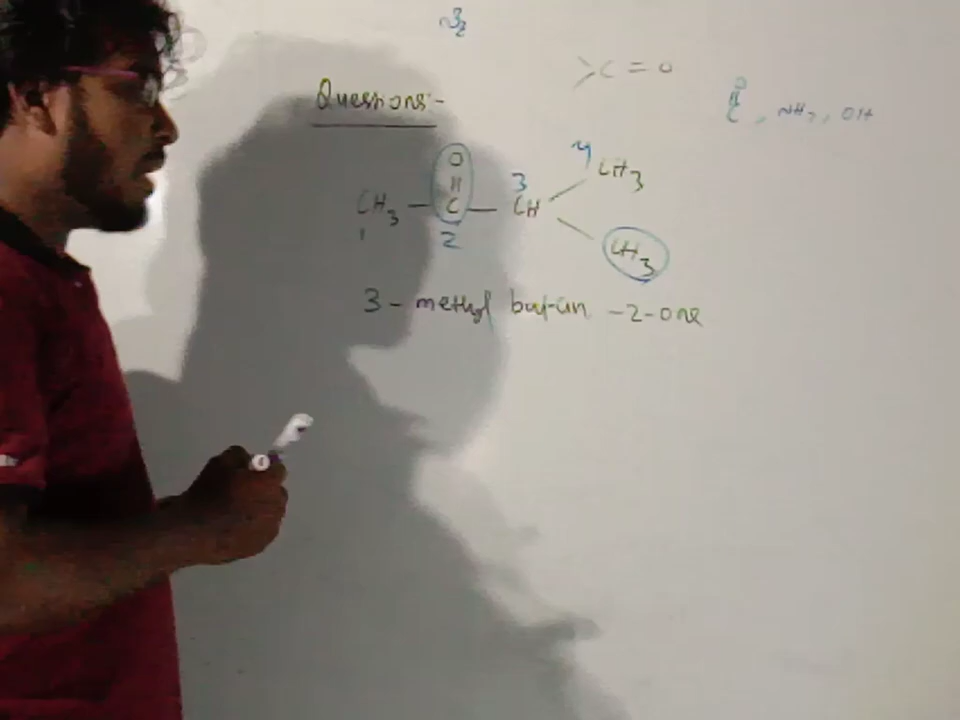 >C=O
Questions:-
C, NH2, OH
O
||
CH3 - C - CH
CH3
CH3
1 2 3 4
3-methyl butan-2-one